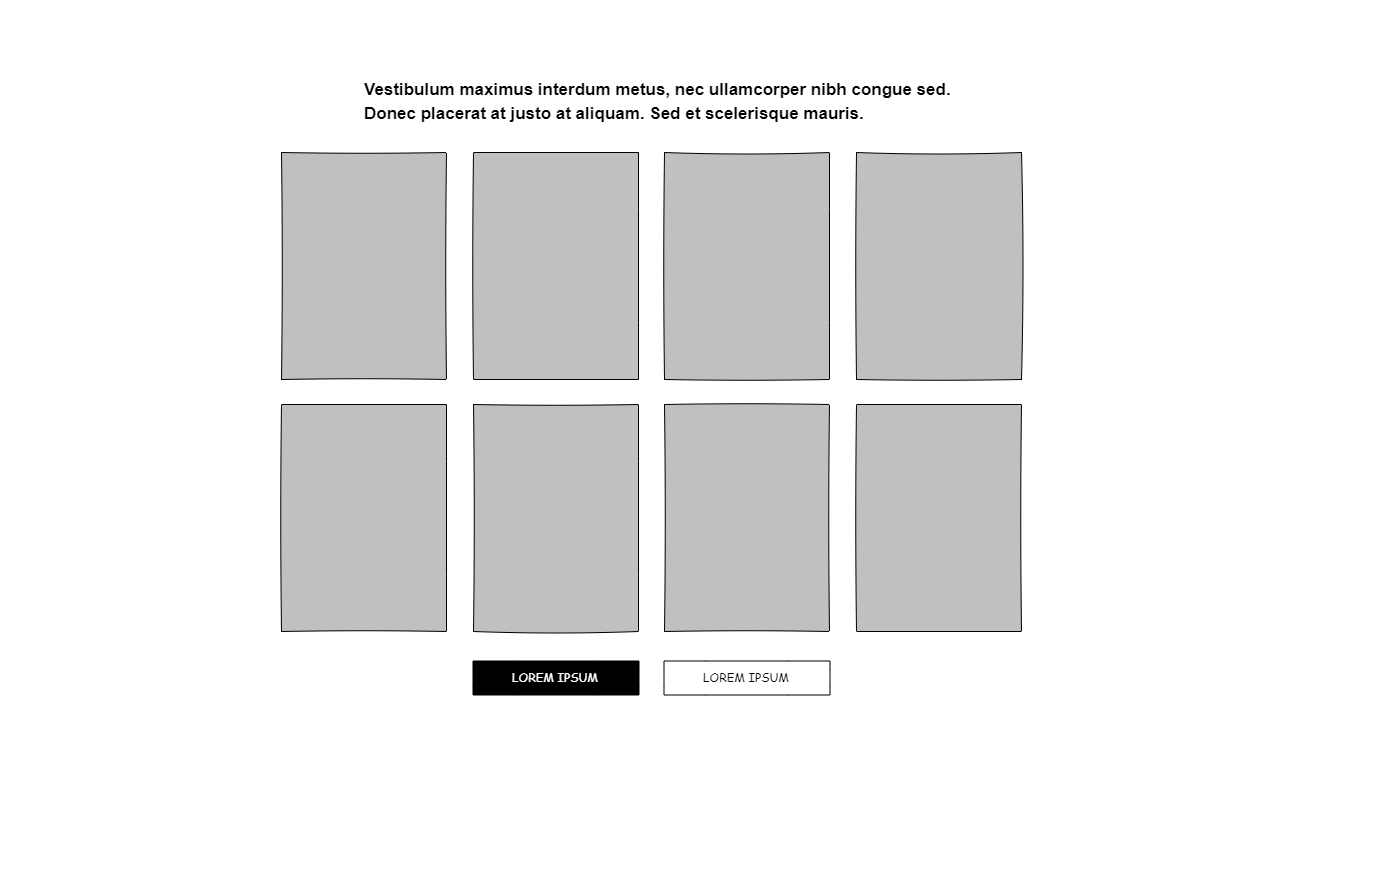 Vestibulum maximus interdum metus, nec ullamcorper nibh congue sed.
Donec placerat at justo at aliquam. Sed et scelerisque mauris.
LOREM IPSUM
LOREM IPSUM